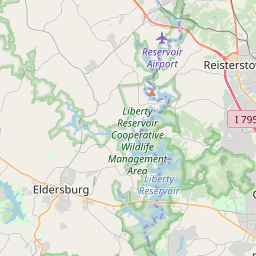 Reservoir
Airport
Reisterstow
I 795
Liberty
Reservoir
Cooperative
Wildlife
Management
Area
Eldersburg
Liberty
Reservoir